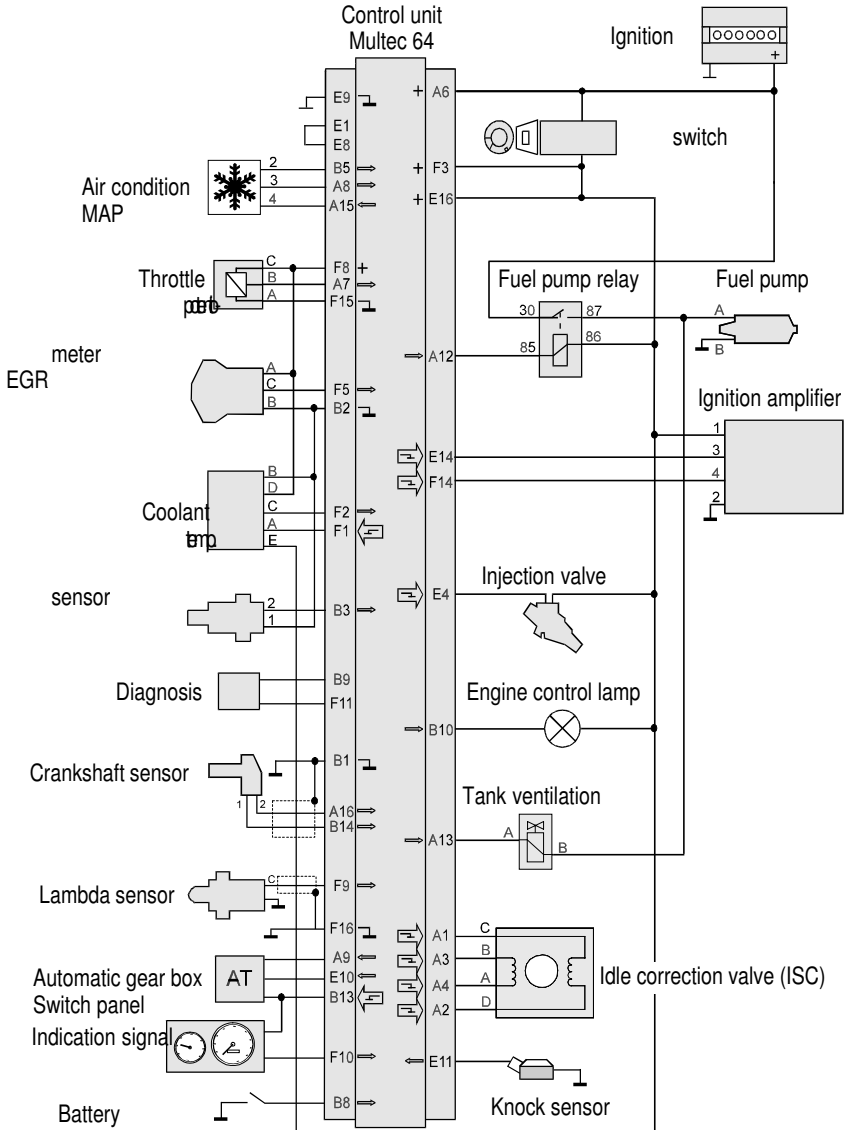 Control unit
Multec 64
Ignition
+
E9
+ A6
E1
E8
switch
2 B5
+ F3
3 A8
+ E16
4 A15
Air condition
MAP
C F8 +
B A7
A F15
Throttle
Fuel pump relay
Fuel pump
30 87
A
B
85 86
A12
meter
EGR
A
C F5
B B2
Ignition amplifier
1
E14 3
F14 4
2
B
D
C F2
A F1
E
Coolant
Injection valve
E4
sensor
2 B3
1
Diagnosis
B9
F11
Engine control lamp
B10
Crankshaft sensor
B1
1 2
A16
B14
Tank ventilation
A13 A B
Lambda sensor
C F9
F16
A1 C
A3 B
A4 A
A2 D
Idle correction valve (ISC)
AT
A9
E10
B13
Automatic gear box
Switch panel
Indication signal
F10
E11
Knock sensor
B8
Battery